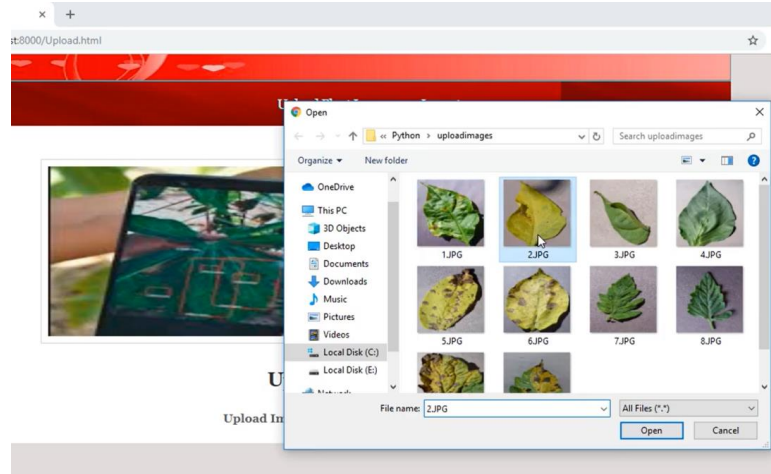 st:8000/Upload.html
Open
« Python › uploadimages
Search uploadimages
Organize
New folder
OneDrive
This PC
3D Objects
Desktop
Documents
Downloads
Music
Pictures
Videos
Local Disk (C:)
Local Disk (E:)
1.JPG
2.JPG
3.JPG
4.JPG
5.JPG
6.JPG
7.JPG
8.JPG
U
Upload Im
File name: 2.JPG
All Files (*.*)
Open
Cancel